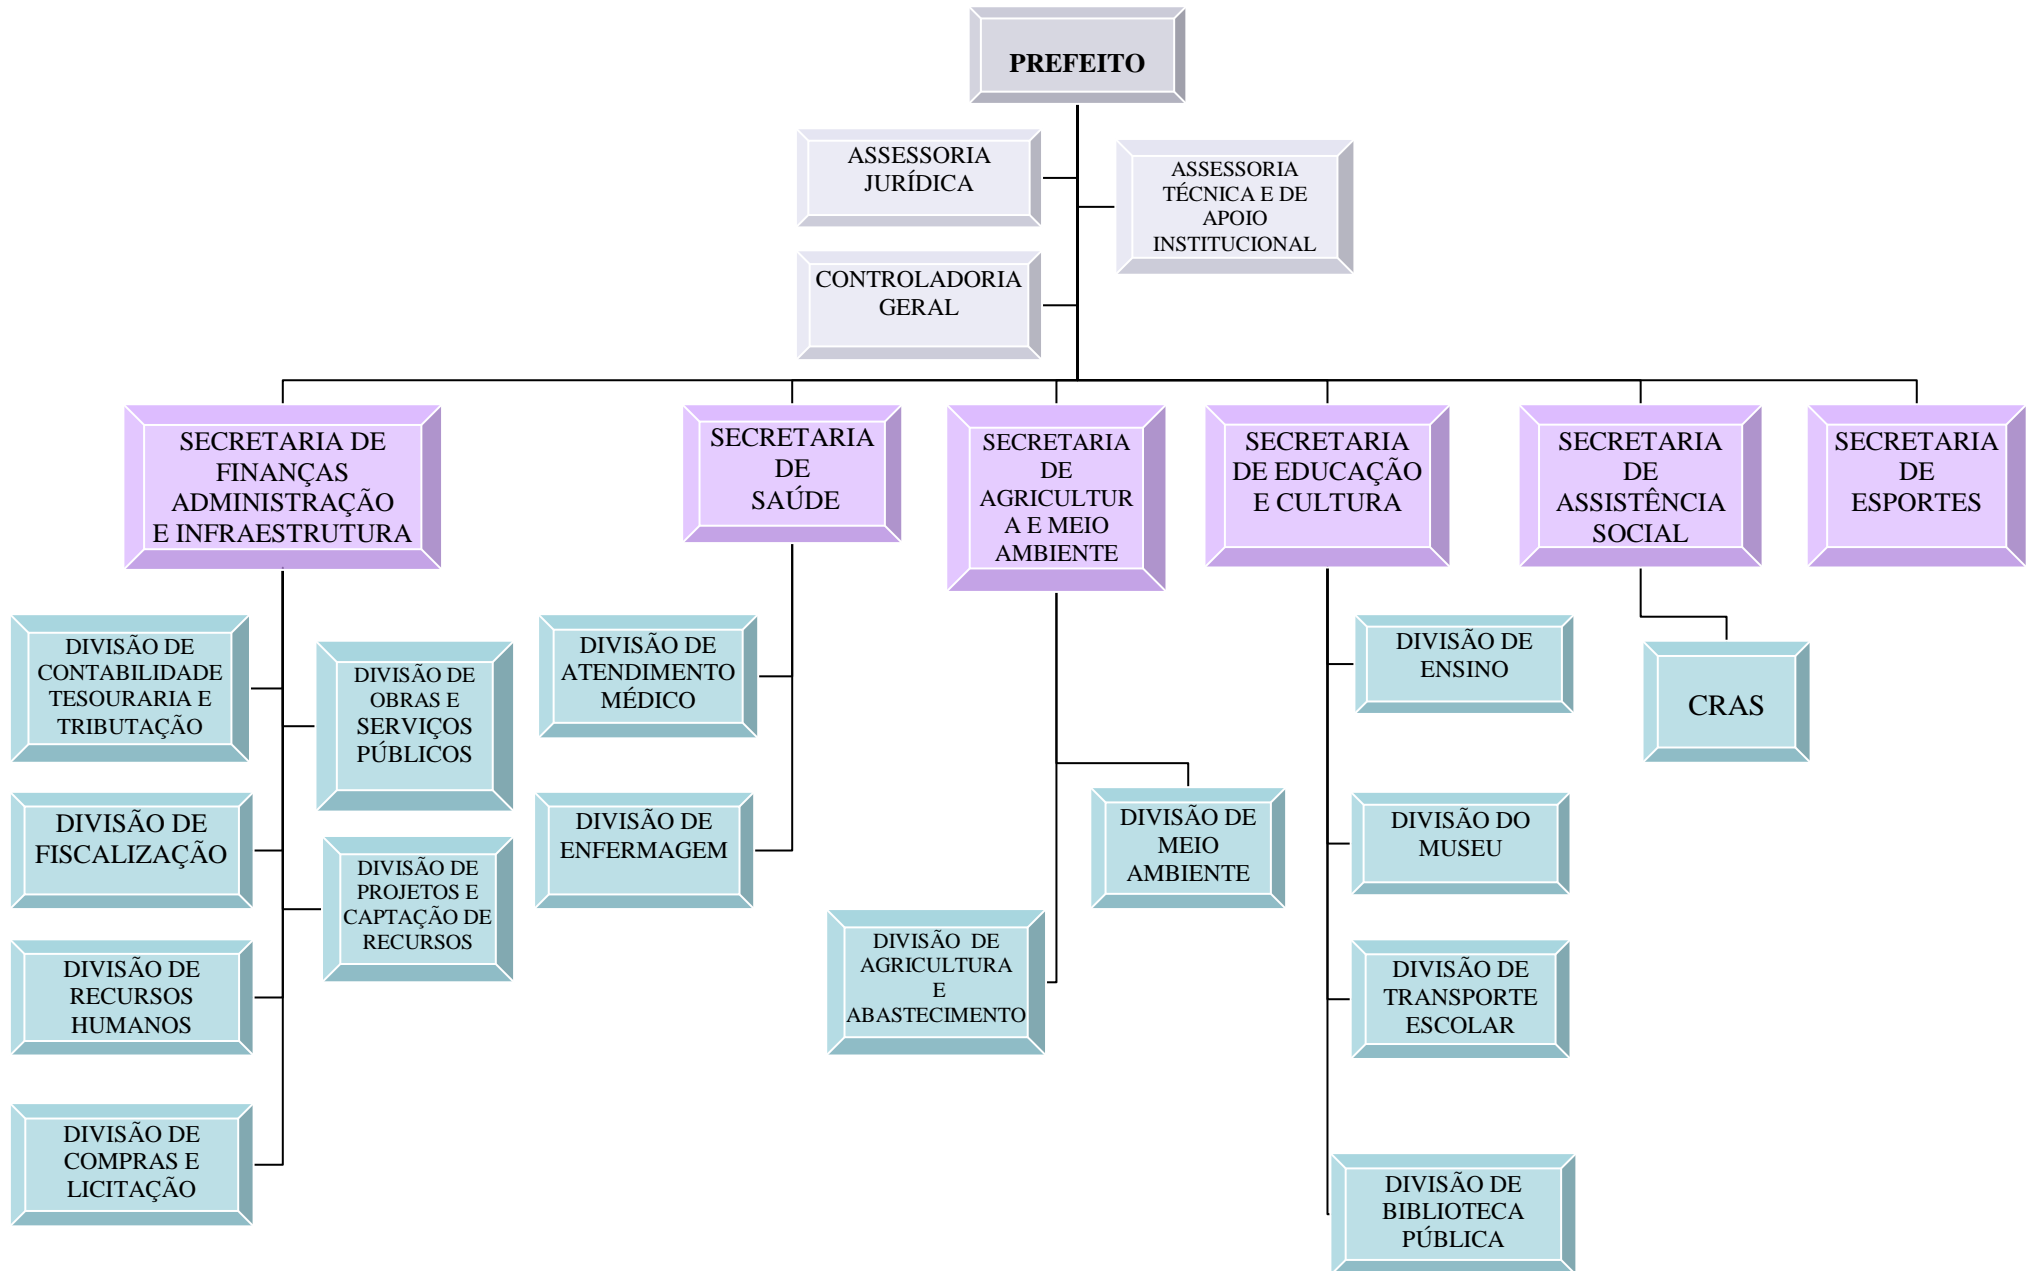 PREFEITO
ASSESSORIA
JURÍDICA
ASSESSORIA
TÉCNICA E DE
APOIO
INSTITUCIONAL
CONTROLADORIA
GERAL
SECRETARIA DE
FINANÇAS
ADMINISTRAÇÃO
E INFRAESTRUTURA
SECRETARIA
DE
SAÚDE
SECRETARIA
DE
AGRICULTUR
A E MEIO
AMBIENTE
SECRETARIA
DE EDUCAÇÃO
E CULTURA
SECRETARIA
DE
ASSISTÊNCIA
SOCIAL
SECRETARIA
DE
ESPORTES
DIVISÃO DE
CONTABILIDADE
TESOURARIA E
TRIBUTAÇÃO
DIVISÃO DE
OBRAS E
SERVIÇOS
PÚBLICOS
DIVISÃO DE
ATENDIMENTO
MÉDICO
DIVISÃO DE
ENSINO
CRAS
DIVISÃO DE
FISCALIZAÇÃO
DIVISÃO DE
PROJETOS E
CAPTAÇÃO DE
RECURSOS
DIVISÃO DE
ENFERMAGEM
DIVISÃO DE
MEIO
AMBIENTE
DIVISÃO DO
MUSEU
DIVISÃO DE
RECURSOS
HUMANOS
DIVISÃO  DE
AGRICULTURA
E
ABASTECIMENTO
DIVISÃO DE
TRANSPORTE
ESCOLAR
DIVISÃO DE
COMPRAS E
LICITAÇÃO
DIVISÃO DE
BIBLIOTECA
PÚBLICA